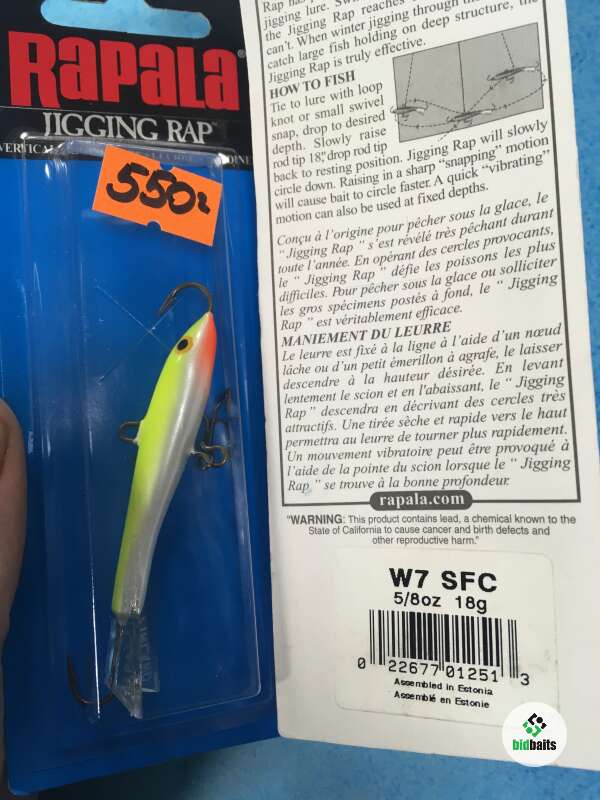 RAPALA
JIGGING RAP™
VERTICAL
550
jigging lure.
the Jigging Rap reaches
can't. When winter jigging through
catch large fish holding on deep structure, the
Jigging Rap is truly effective.
HOW TO FISH
Tie to lure with loop
knot or small swivel
snap, drop to desired
depth. Slowly raise
rod tip 18," drop rod tip
back to resting position. Jigging Rap will slowly
circle down. Raising in a sharp “snapping” motion
will cause bait to circle faster. A quick “vibrating”
motion can also be used at fixed depths.
Conçu à l'origine pour pêcher sous la glace, le
“ Jigging Rap ” s'est révélé très pêchant durant
toute l'année. En opérant des cercles provocants,
le “ Jigging Rap ” défie les poissons les plus
difficiles. Pour pêcher sous la glace ou solliciter
les gros spécimens postés à fond, le “ Jigging
Rap ” est véritablement efficace.
MANIEMENT DU LEURRE
Le leurre est fixé à la ligne à l'aide d'un nœud
lâche ou d'un petit émerillon à agrafe, le laisser
descendre à la hauteur désirée. En levant
lentement le scion et en l'abaissant, le “ Jigging
Rap ” descendra en décrivant des cercles très
attractifs. Une tirée sèche et rapide vers le haut
permettra au leurre de tourner plus rapidement.
Un mouvement vibratoire peut être provoqué à
l'aide de la pointe du scion lorsque le “ Jigging
Rap ” se trouve à la bonne profondeur.
rapala.com
"WARNING: This product contains lead, a chemical known to the
State of California to cause cancer and birth defects and
other reproductive harm."
W7 SFC
5/8oz 18g
0 22677 01251 3
Assembled in Estonia
Assemblé en Estonie
bidbaits